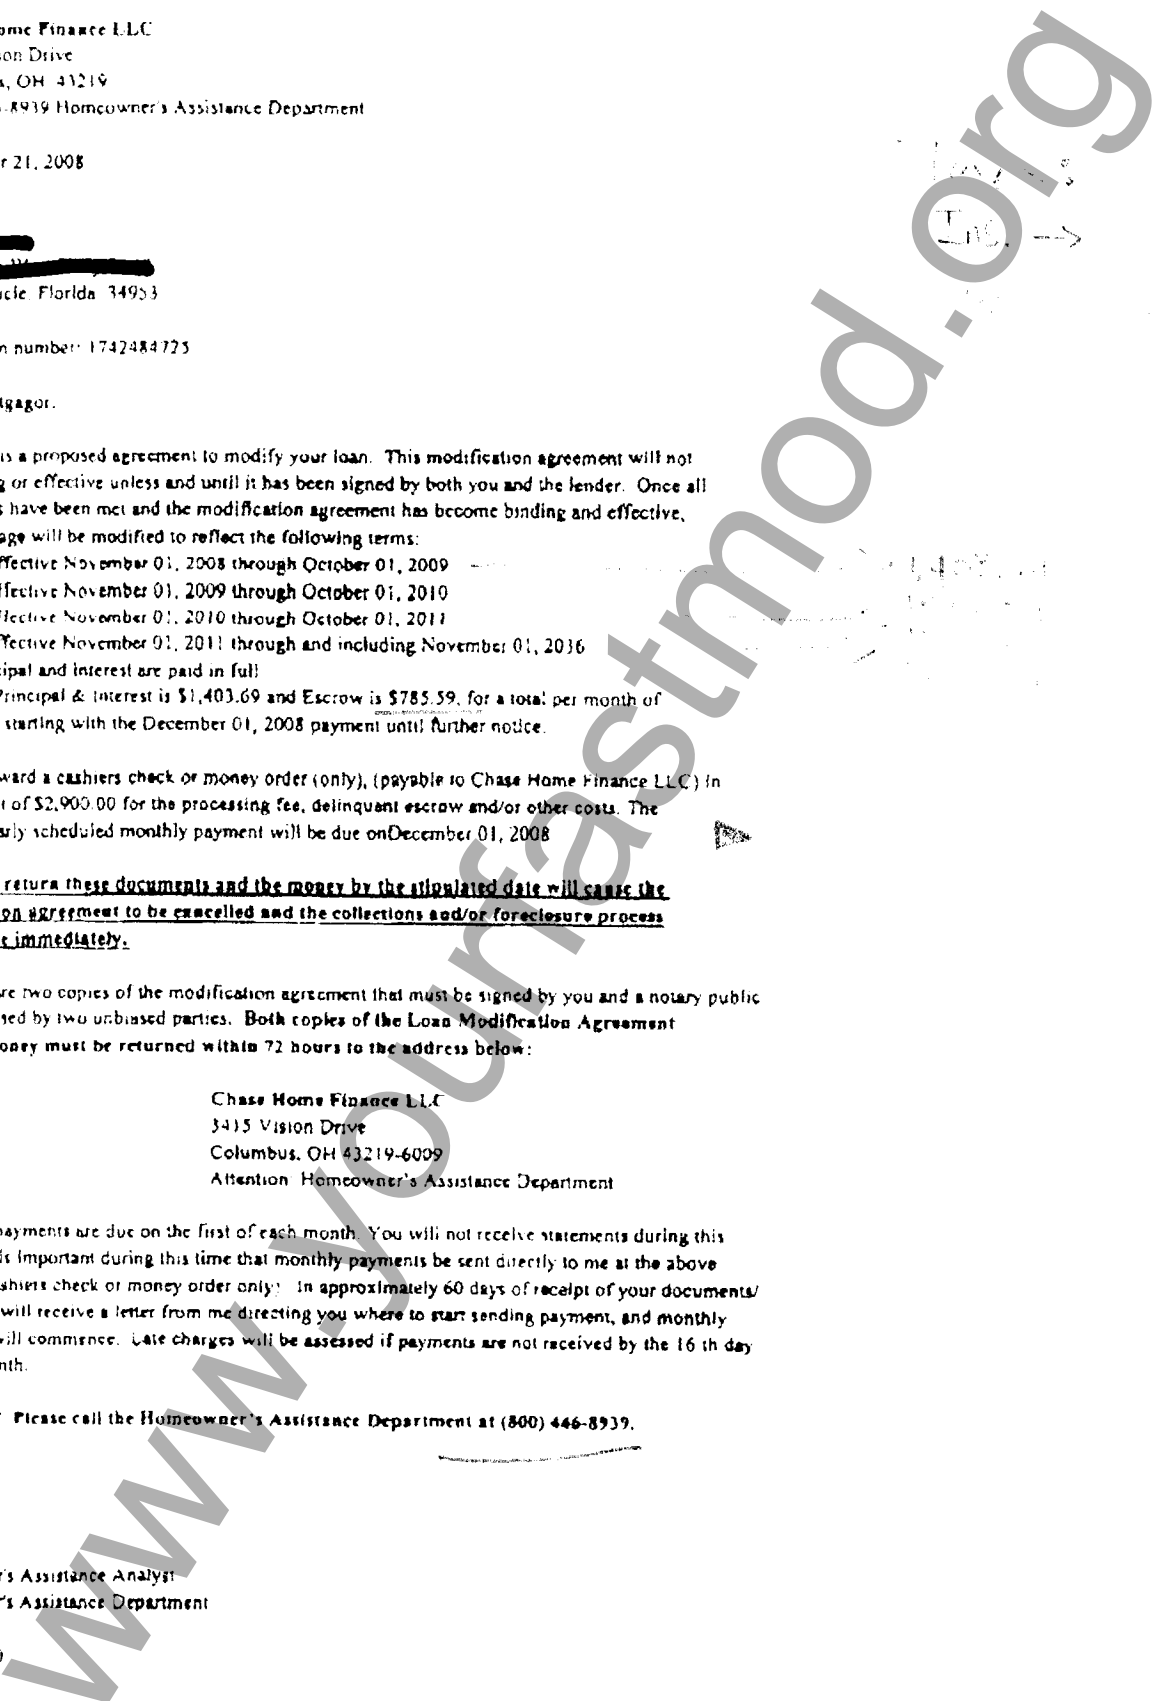 ome Finance LLC
on Drive
s, OH 43219
-8939 Homeowner's Assistance Department
r 21, 2008
Inc. →
ucie, Florida 34953
n number: 1742484725
tgagor.
is a proposed agreement to modify your loan. This modification agreement will not
g or effective unless and until it has been signed by both you and the lender. Once all
s have been met and the modification agreement has become binding and effective,
age will be modified to reflect the following terms:
ffective November 01, 2008 through October 01, 2009
ffective November 01, 2009 through October 01, 2010
ffective November 01, 2010 through October 01, 2011
ffective November 01, 2011 through and including November 01, 2036
cipal and interest are paid in full
Principal & Interest is $1,403.69 and Escrow is $785.59, for a total per month of
starting with the December 01, 2008 payment until further notice.
ward a cashiers check or money order (only), (payable to Chase Home Finance LLC) in
t of $2,900.00 for the processing fee, delinquent escrow and/or other costs. The
arly scheduled monthly payment will be due onDecember 01, 2008
return these documents and the money by the stipulated date will cause the
on agreement to be cancelled and the collections and/or foreclosure process
e immediately.
re two copies of the modification agreement that must be signed by you and a notary public
sed by two unbiased parties. Both copies of the Loan Modification Agreement
oney must be returned within 72 hours to the address below:
Chase Home Finance LLC
3415 Vision Drive
Columbus, OH 43219-6009
Attention Homeowner's Assistance Department
payments are due on the first of each month. You will not receive statements during this
is important during this time that monthly payments be sent directly to me at the above
shiers check or money order only; In approximately 60 days of receipt of your documents/
will receive a letter from me directing you where to start sending payment, and monthly
will commence. Late charges will be assessed if payments are not received by the 16 th day
nth.
Please call the Homeowner's Assistance Department at (800) 446-8939.
r's Assistance Analyst
r's Assistance Department
www.yourfastmod.org